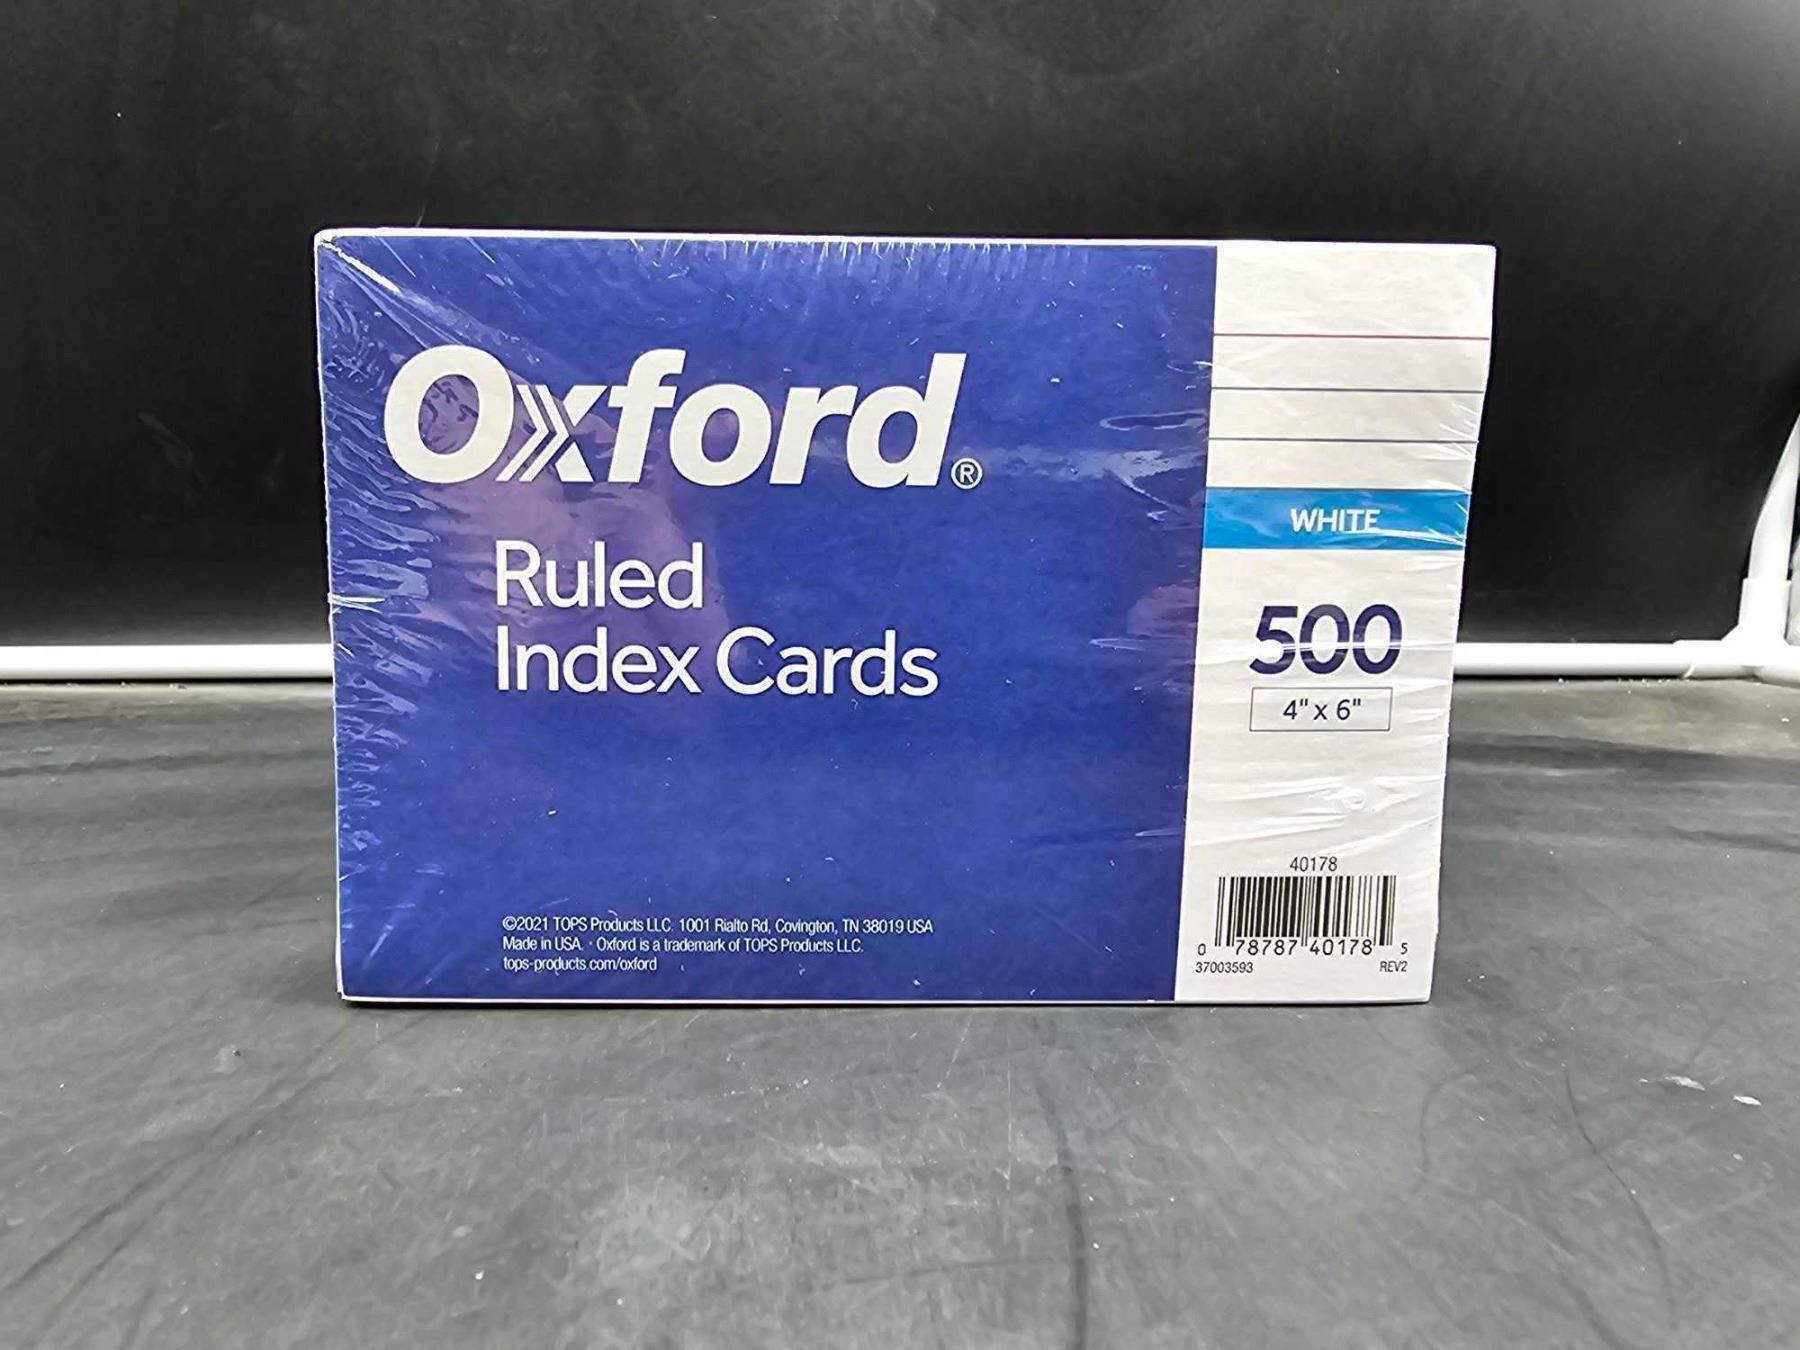 Oxford®
Ruled
Index Cards
©2021 TOPS Products LLC. 1001 Rialto Rd, Covington, TN 38019 USA
Made in USA. • Oxford is a trademark of TOPS Products LLC.
tops-products.com/oxford
WHITE
500
4" x 6"
40178
0 78787 40178 5
37003593 REV2